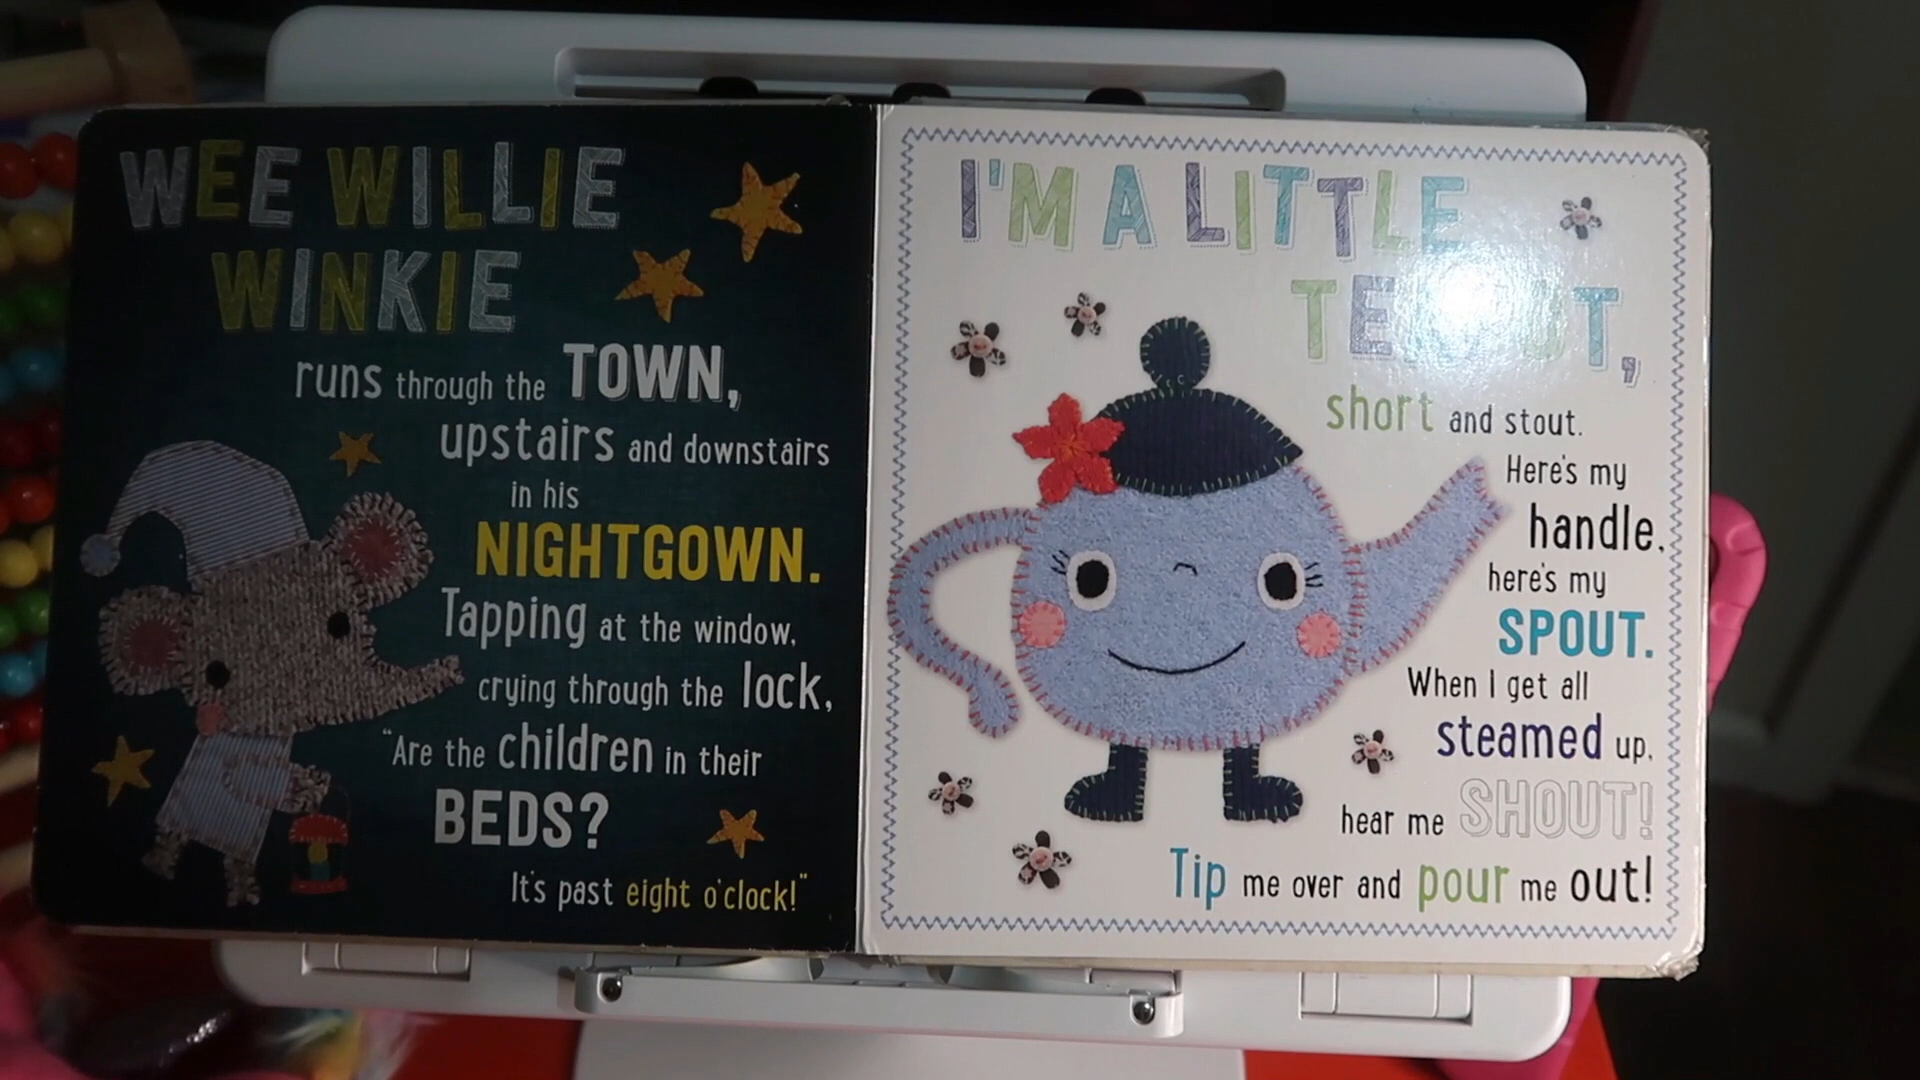 WEE WILLIE
WINKIE
runs through the TOWN,
upstairs and downstairs
in his
NIGHTGOWN.
Tapping at the window,
crying through the lock,
"Are the children in their
BEDS?
It's past eight o'clock!"
I'M A LITTLE
TEAPOT,
short and stout.
Here's my
handle,
here's my
SPOUT.
When I get all
steamed up,
hear me SHOUT!
Tip me over and pour me out!